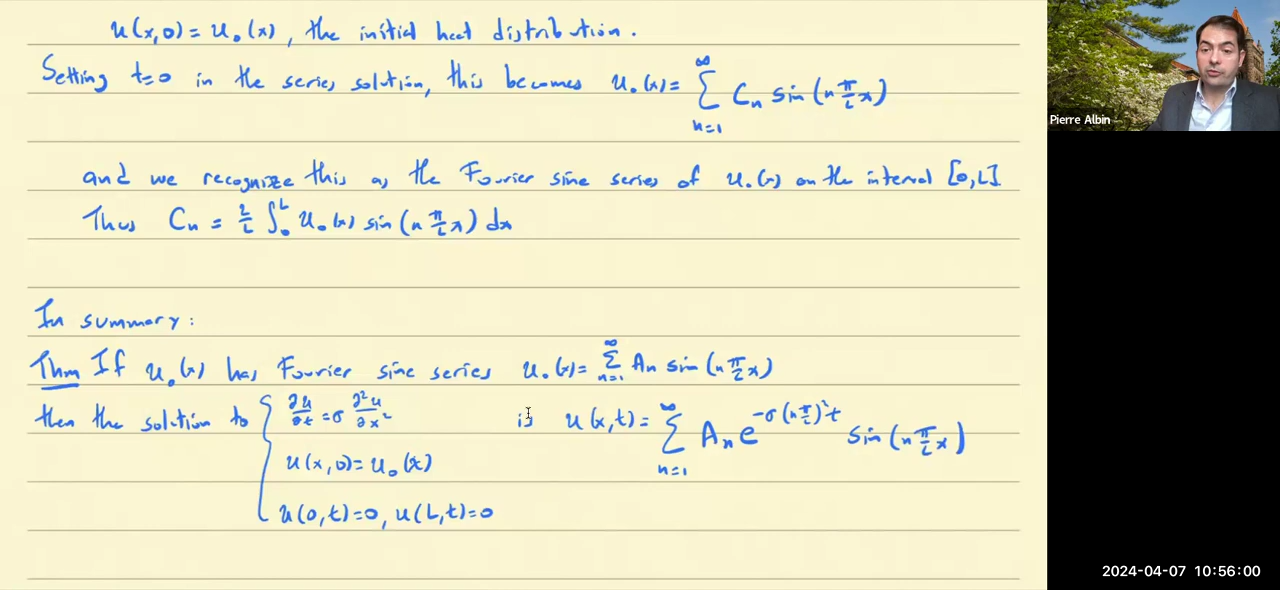 u(x,0) = u₀(x), the initial heat distribution.
Setting t=0 in the series solution, this becomes u₀(x) = ∑_{n=1}^{∞} Cₙ sin(n π/L x)
and we recognize this as the Fourier sine series of u₀(x) on the interval [0,L]
Thus Cₙ = 2/L ∫₀ᴸ u₀(x) sin(n π/L x) dx
In summary:
Thm If u₀(x) has Fourier sine series u₀(x) = ∑_{n=1}^{∞} Aₙ sin(n π/L x)
then the solution to { ∂u/∂t = σ ∂²u/∂x² is u(x,t) = ∑_{n=1}^{∞} Aₙ e^{-σ(n π/L)² t} sin(n π/L x)
u(x,0) = u₀(x)
u(0,t)=0, u(L,t)=0
Pierre Albin
2024-04-07 10:56:00